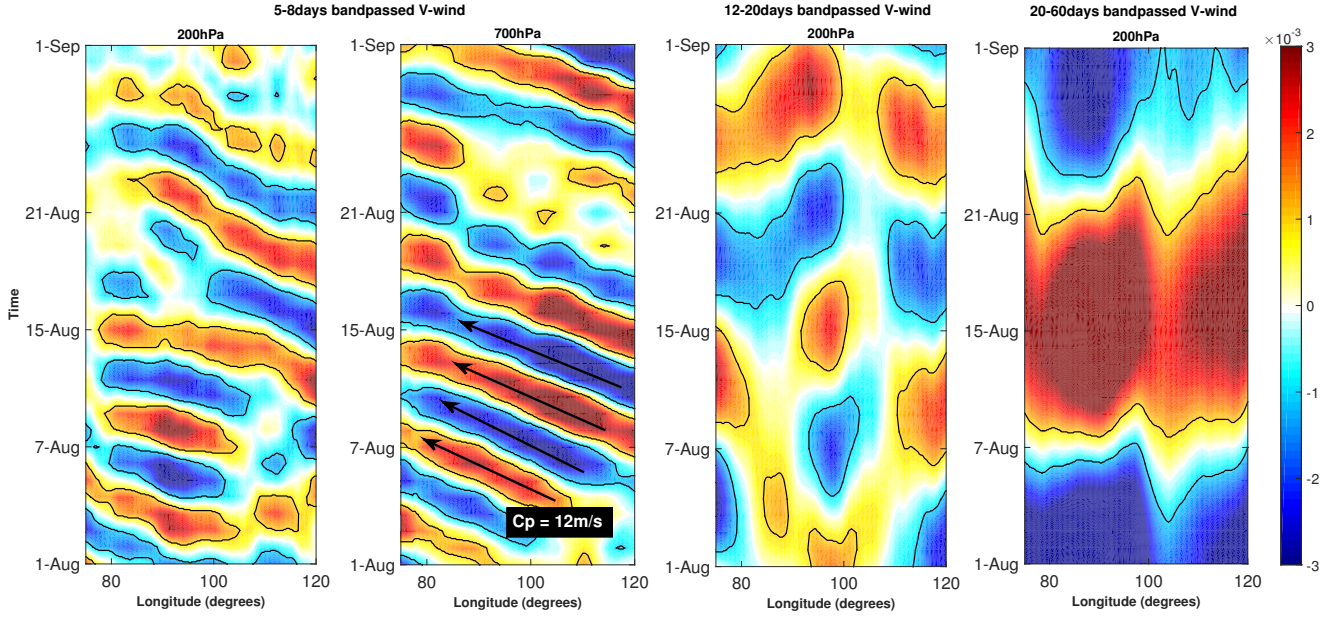 5-8days bandpassed V-wind
12-20days bandpassed V-wind
20-60days bandpassed V-wind
200hPa
700hPa
200hPa
200hPa
×10⁻³
1-Sep
21-Aug
15-Aug
7-Aug
1-Aug
Time
80 100 120
Longitude (degrees)
1-Sep
21-Aug
15-Aug
7-Aug
1-Aug
Cp = 12m/s
80 100 120
Longitude (degrees)
1-Sep
21-Aug
15-Aug
7-Aug
1-Aug
80 100 120
Longitude (degrees)
1-Sep
21-Aug
15-Aug
7-Aug
1-Aug
80 100 120
Longitude (degrees)
3
2
1
0
-1
-2
-3